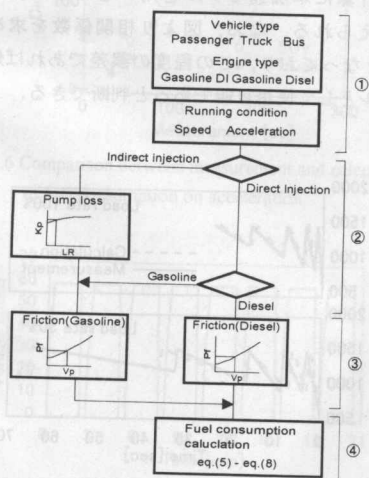 Vehicle type
Passenger Truck Bus
Engine type
Gasoline DI Gasoline Disel
①
Running condition
Speed Acceleration
Indirect injection
Direct Injection
Pump loss
Kp
LR
②
Gasoline
Diesel
Friction(Gasoline)
Pf
Vp
Friction(Diesel)
Pf
Vp
③
Fuel consumption
caluclation
eq.(5) - eq.(8)
④